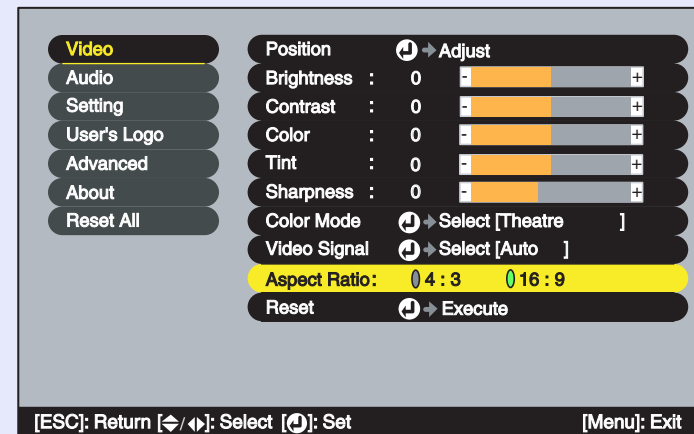 Video
Audio
Setting
User's Logo
Advanced
About
Reset All
Position Adjust
Brightness : 0 - +
Contrast : 0 - +
Color : 0 - +
Tint : 0 - +
Sharpness : 0 - +
Color Mode Select [Theatre ]
Video Signal Select [Auto ]
Aspect Ratio: 4 : 3 16 : 9
Reset Execute
[ESC]: Return [/]: Select []: Set [Menu]: Exit